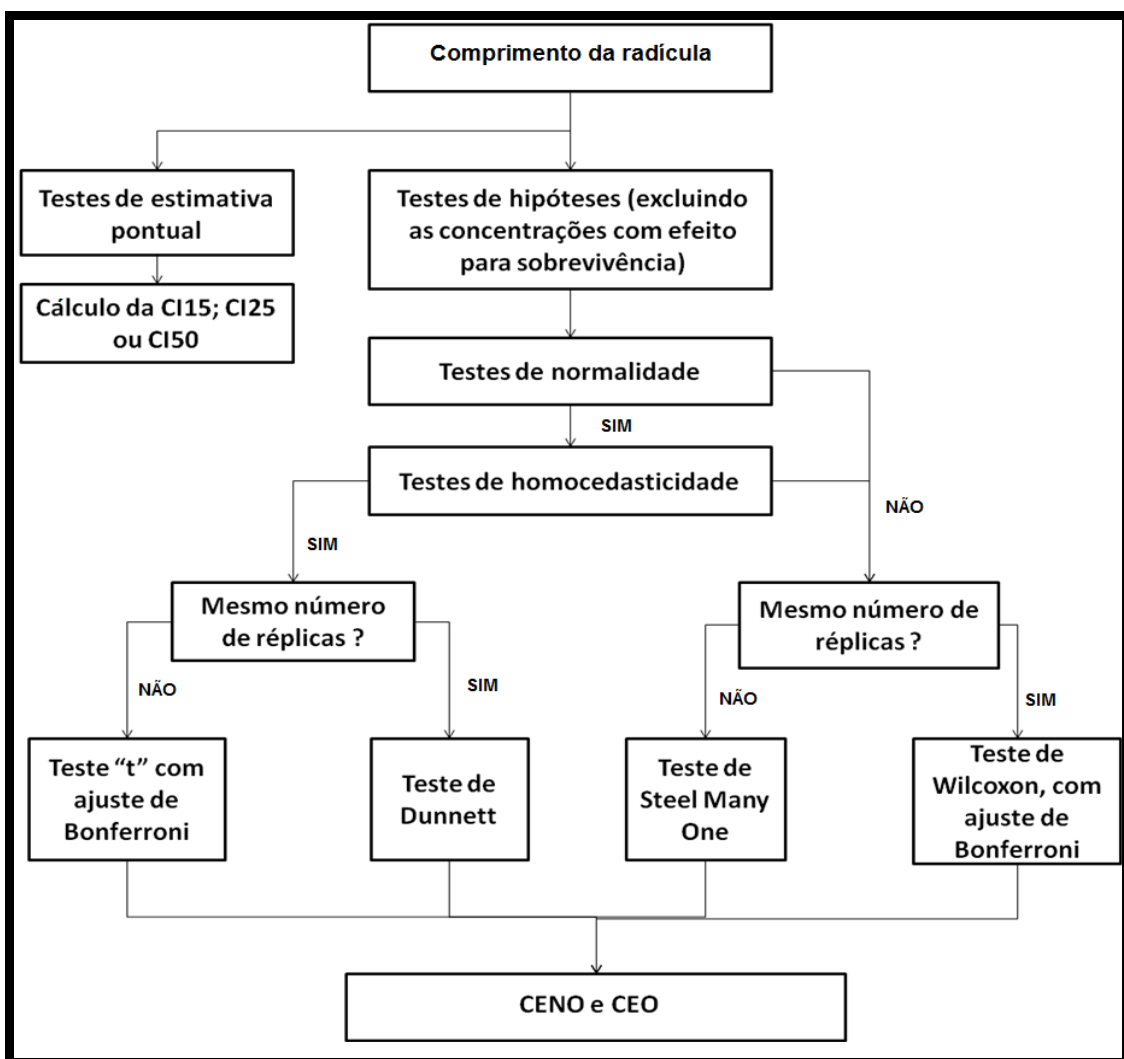 Comprimento da radícula
Testes de estimativa
pontual
Testes de hipóteses (excluindo
as concentrações com efeito
para sobrevivência)
Cálculo da CI15; CI25
ou CI50
Testes de normalidade
SIM
Testes de homocedasticidade
NÃO
SIM
Mesmo número
de réplicas ?
Mesmo número de
réplicas ?
NÃO
SIM
NÃO
SIM
Teste “t” com
ajuste de
Bonferroni
Teste de
Dunnett
Teste de
Steel Many
One
Teste de
Wilcoxon, com
ajuste de
Bonferroni
CENO e CEO